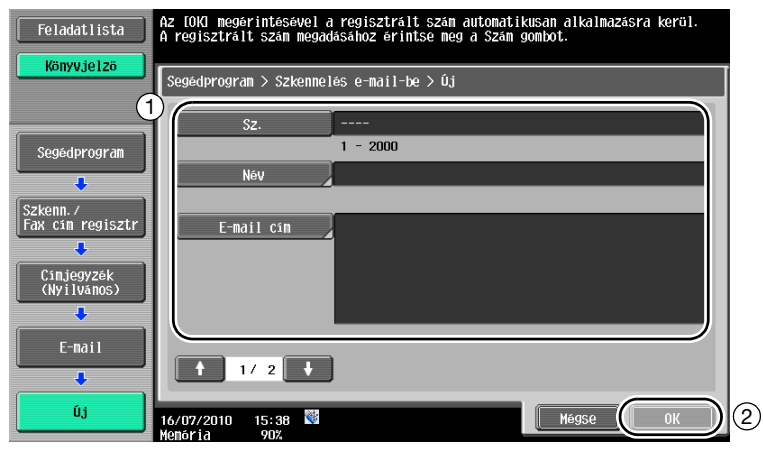 Feladatlista
Könyvjelző
Az [OK] megérintésével a regisztrált szám automatikusan alkalmazásra kerül.
A regisztrált szám megadásához érintse meg a Szám gombot.
Segédprogram > Szkennelés e-mail-be > Új
1
Sz.
----
1 - 2000
Név
E-mail cím
Segédprogram
Szkenn./
Fax cím regisztr
Címjegyzék
(Nyilvános)
E-mail
Új
1/ 2
Mégse
OK
2
16/07/2010 15:38
Memória 90%